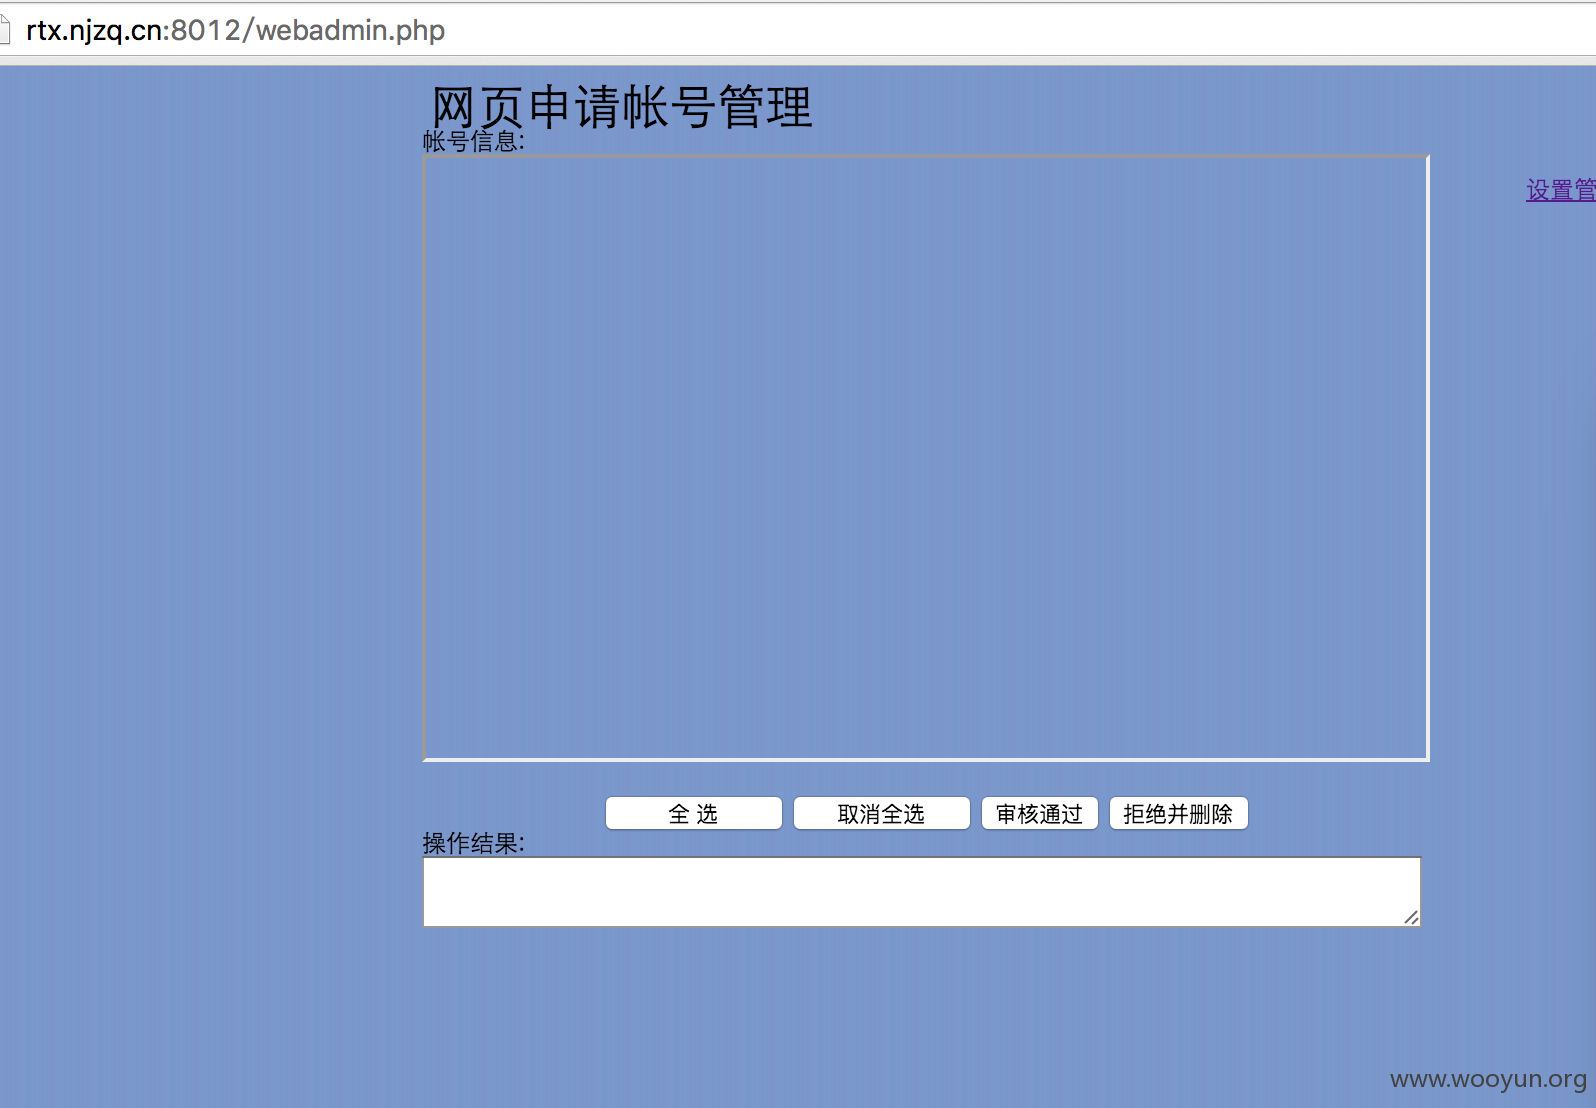 rtx.njzq.cn:8012/webadmin.php
网页申请帐号管理
帐号信息:
设置管
全 选
取消全选
审核通过
拒绝并删除
操作结果:
www.wooyun.org